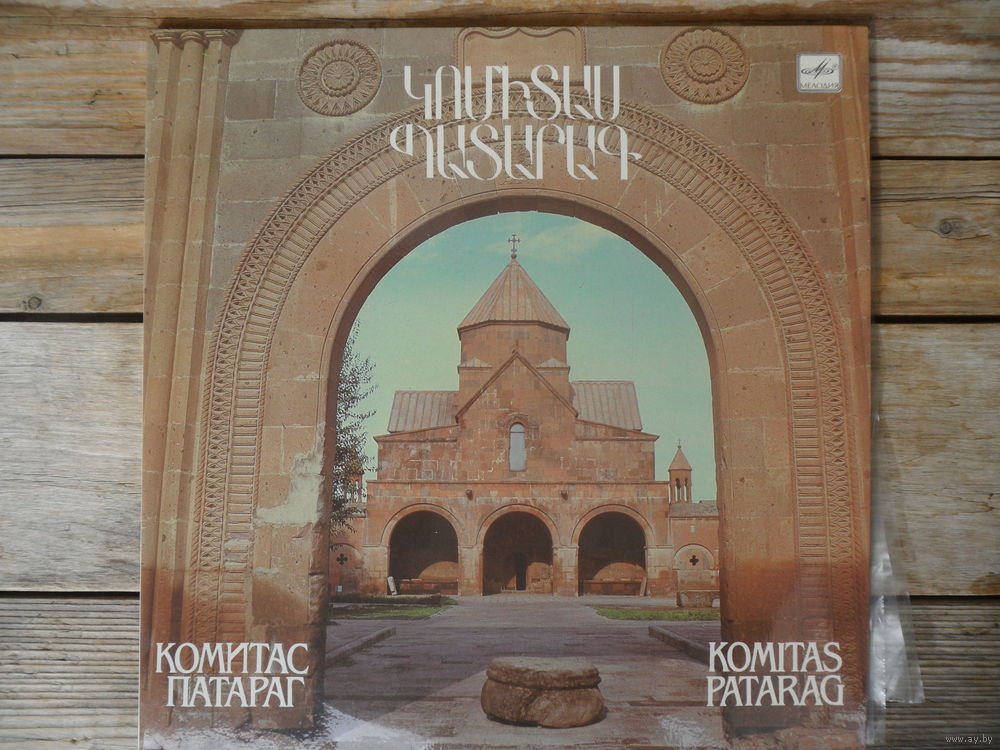 ԿՈՄԻՏԱՍ
ՊԱՏԱՐԱԳ
МЕЛОДИЯ
КОМИТАС
ПАТАРАГ
KOMITAS
PATARAG
www.ay.by